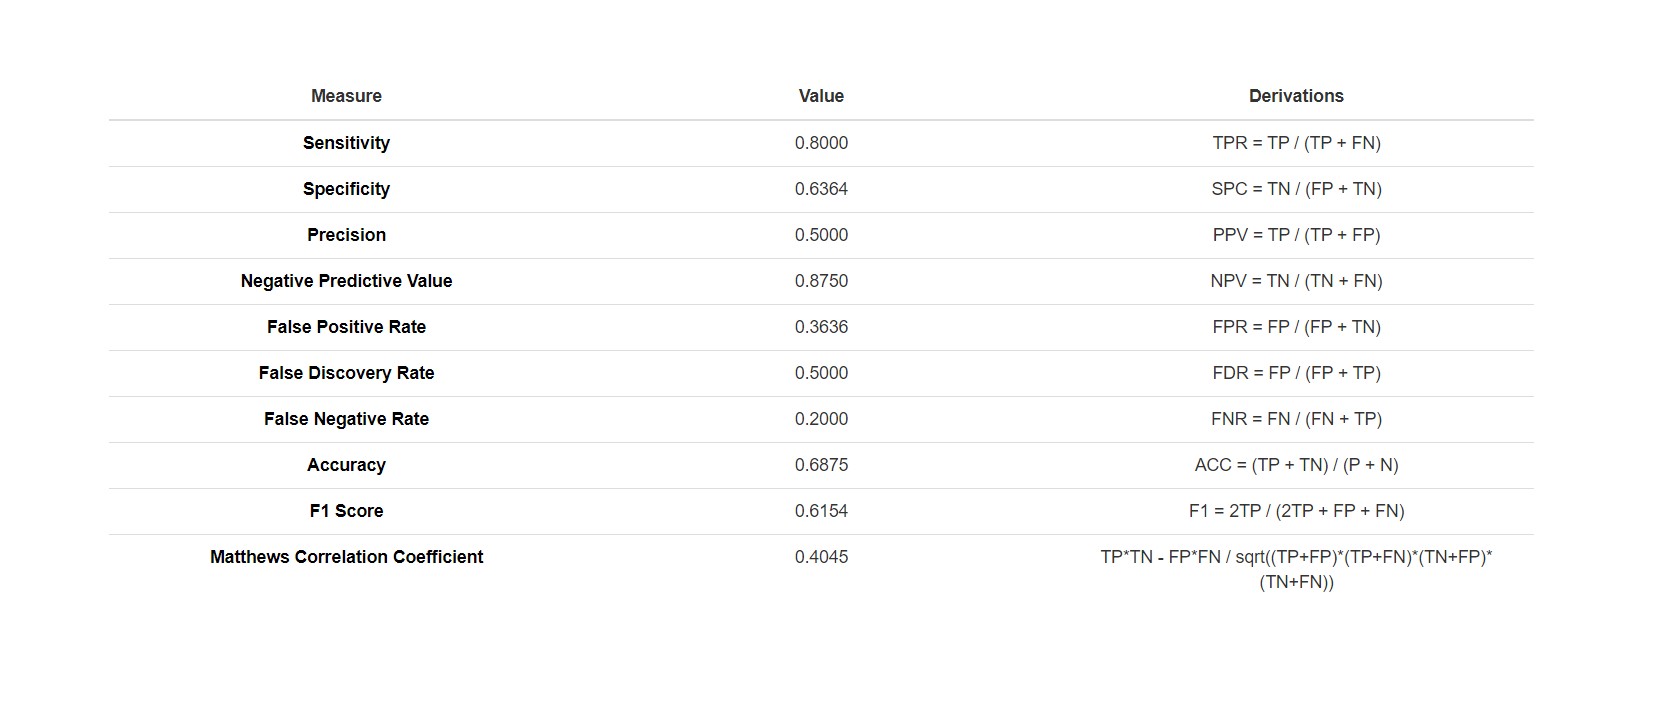 Measure Value Derivations
Sensitivity 0.8000 TPR = TP / (TP + FN)
Specificity 0.6364 SPC = TN / (FP + TN)
Precision 0.5000 PPV = TP / (TP + FP)
Negative Predictive Value 0.8750 NPV = TN / (TN + FN)
False Positive Rate 0.3636 FPR = FP / (FP + TN)
False Discovery Rate 0.5000 FDR = FP / (FP + TP)
False Negative Rate 0.2000 FNR = FN / (FN + TP)
Accuracy 0.6875 ACC = (TP + TN) / (P + N)
F1 Score 0.6154 F1 = 2TP / (2TP + FP + FN)
Matthews Correlation Coefficient 0.4045 TP*TN - FP*FN / sqrt((TP+FP)*(TP+FN)*(TN+FP)*
(TN+FN))